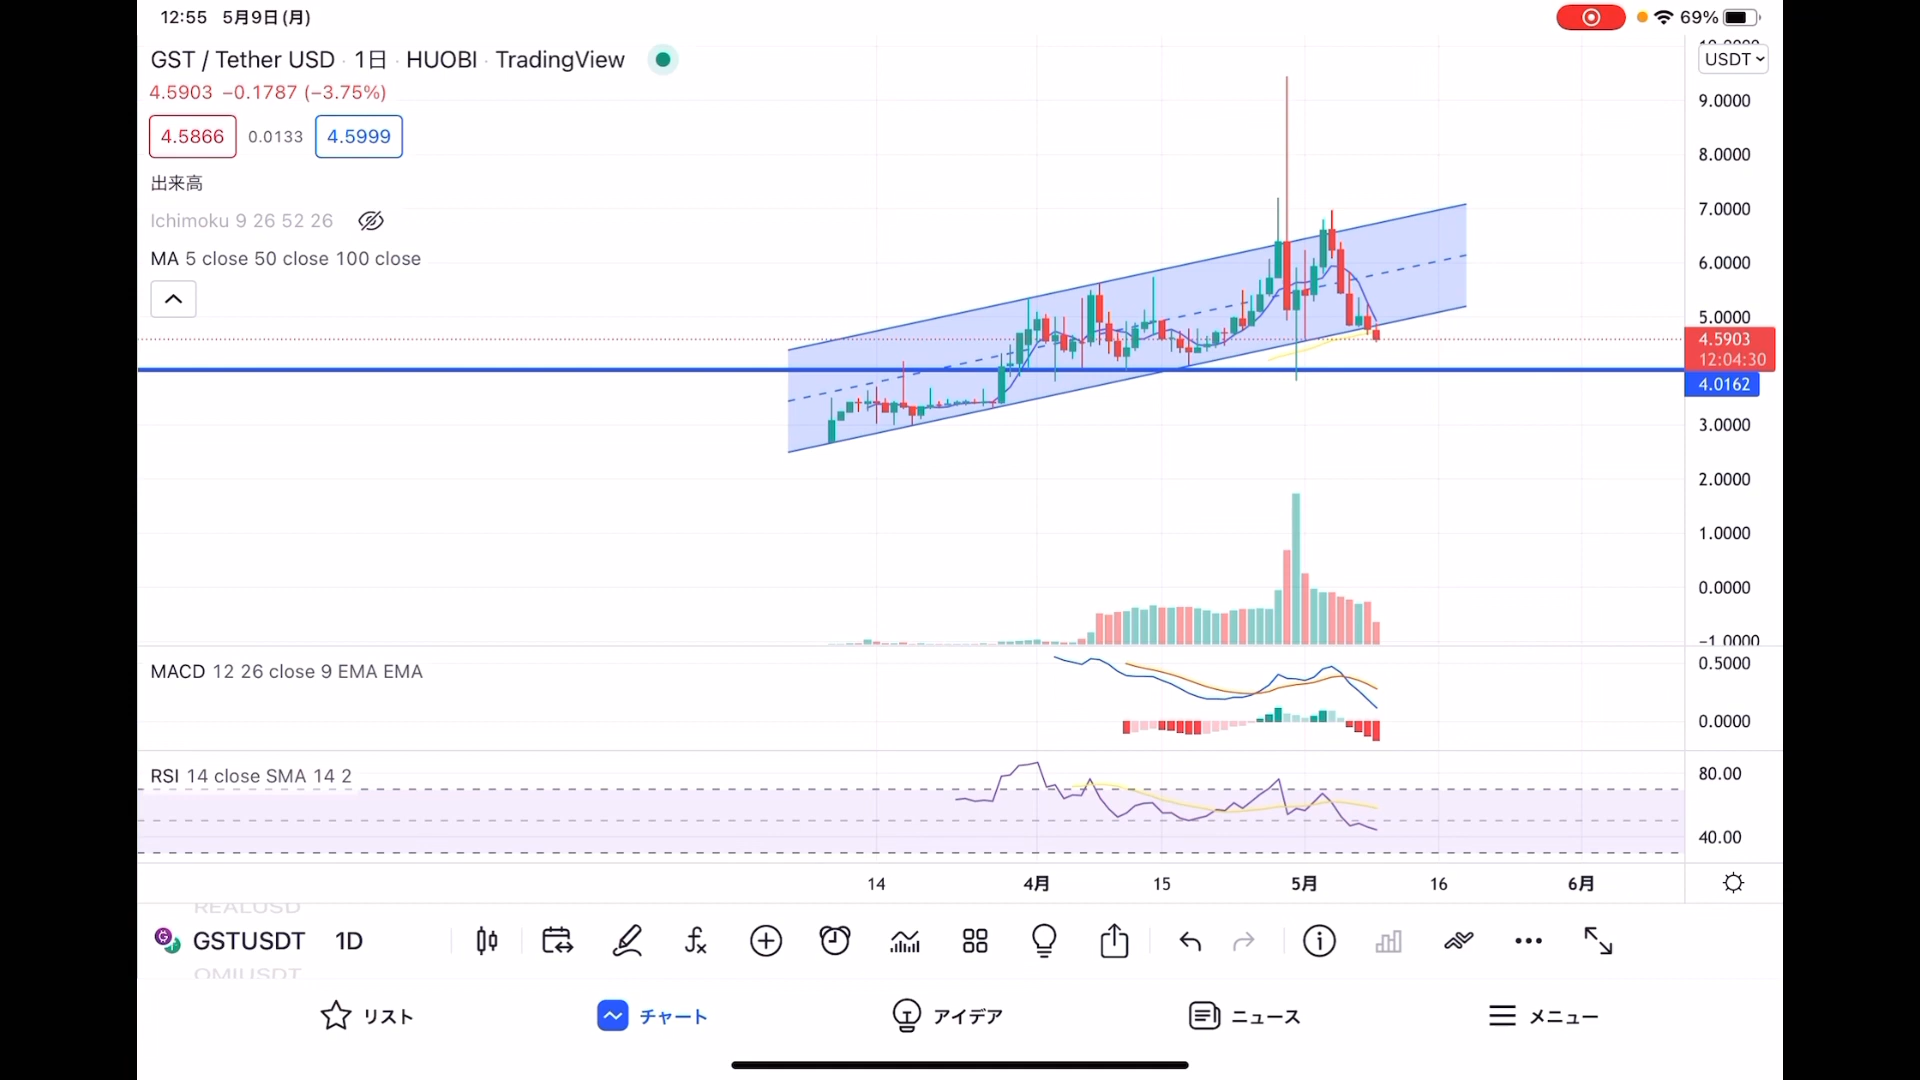 12:55 5月9日(月)
69%
GST / Tether USD · 1日 · HUOBI · TradingView
4.5903 −0.1787 (−3.75%)
4.5866 0.0133 4.5999
出来高
Ichimoku 9 26 52 26
MA 5 close 50 close 100 close
USDT
10.0000
9.0000
8.0000
7.0000
6.0000
5.0000
4.5903
12:04:30
4.0162
3.0000
2.0000
1.0000
0.0000
−1.0000
MACD 12 26 close 9 EMA EMA
0.5000
0.0000
RSI 14 close SMA 14 2
80.00
40.00
14 4月 15 5月 16 6月
REALUSD
GSTUSDT 1D
OMIUSDT
リスト チャート アイデア ニュース メニュー